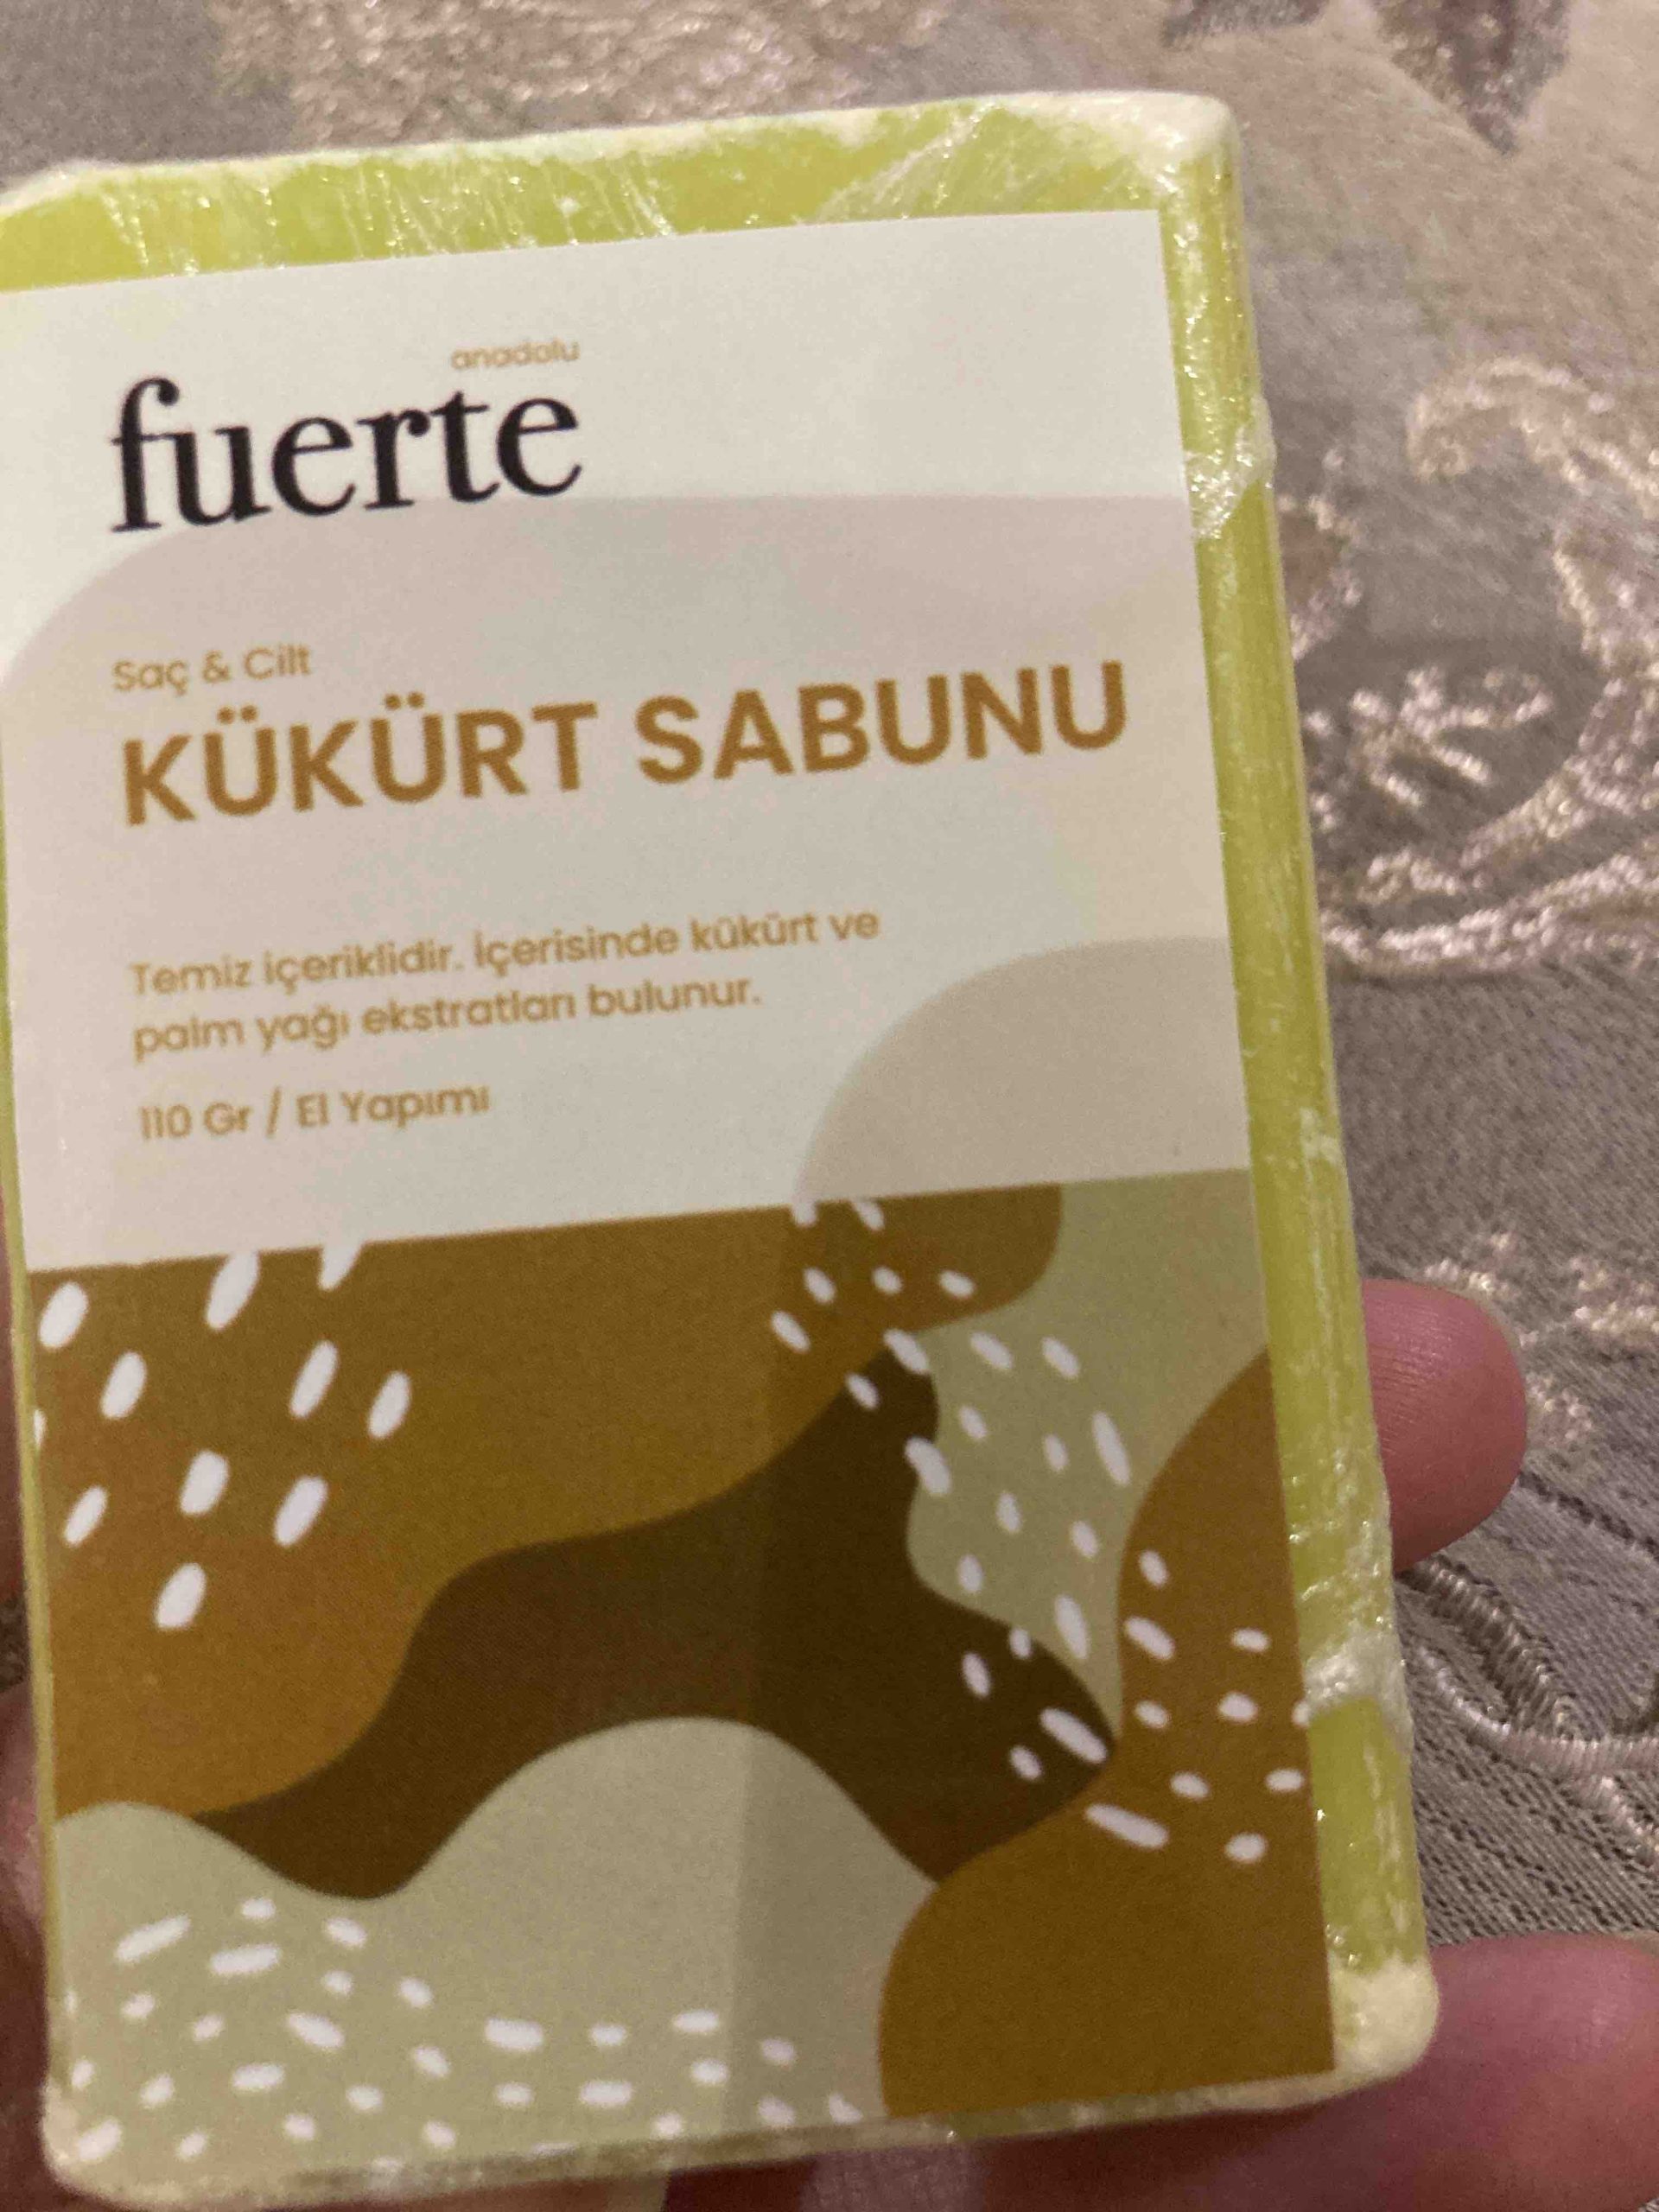 anadolu
fuerte
Saç & Cilt
KÜKÜRT SABUNU
Temiz içeriklidir. İçerisinde kükürt ve
palm yağı ekstratları bulunur.
110 Gr / El Yapımı